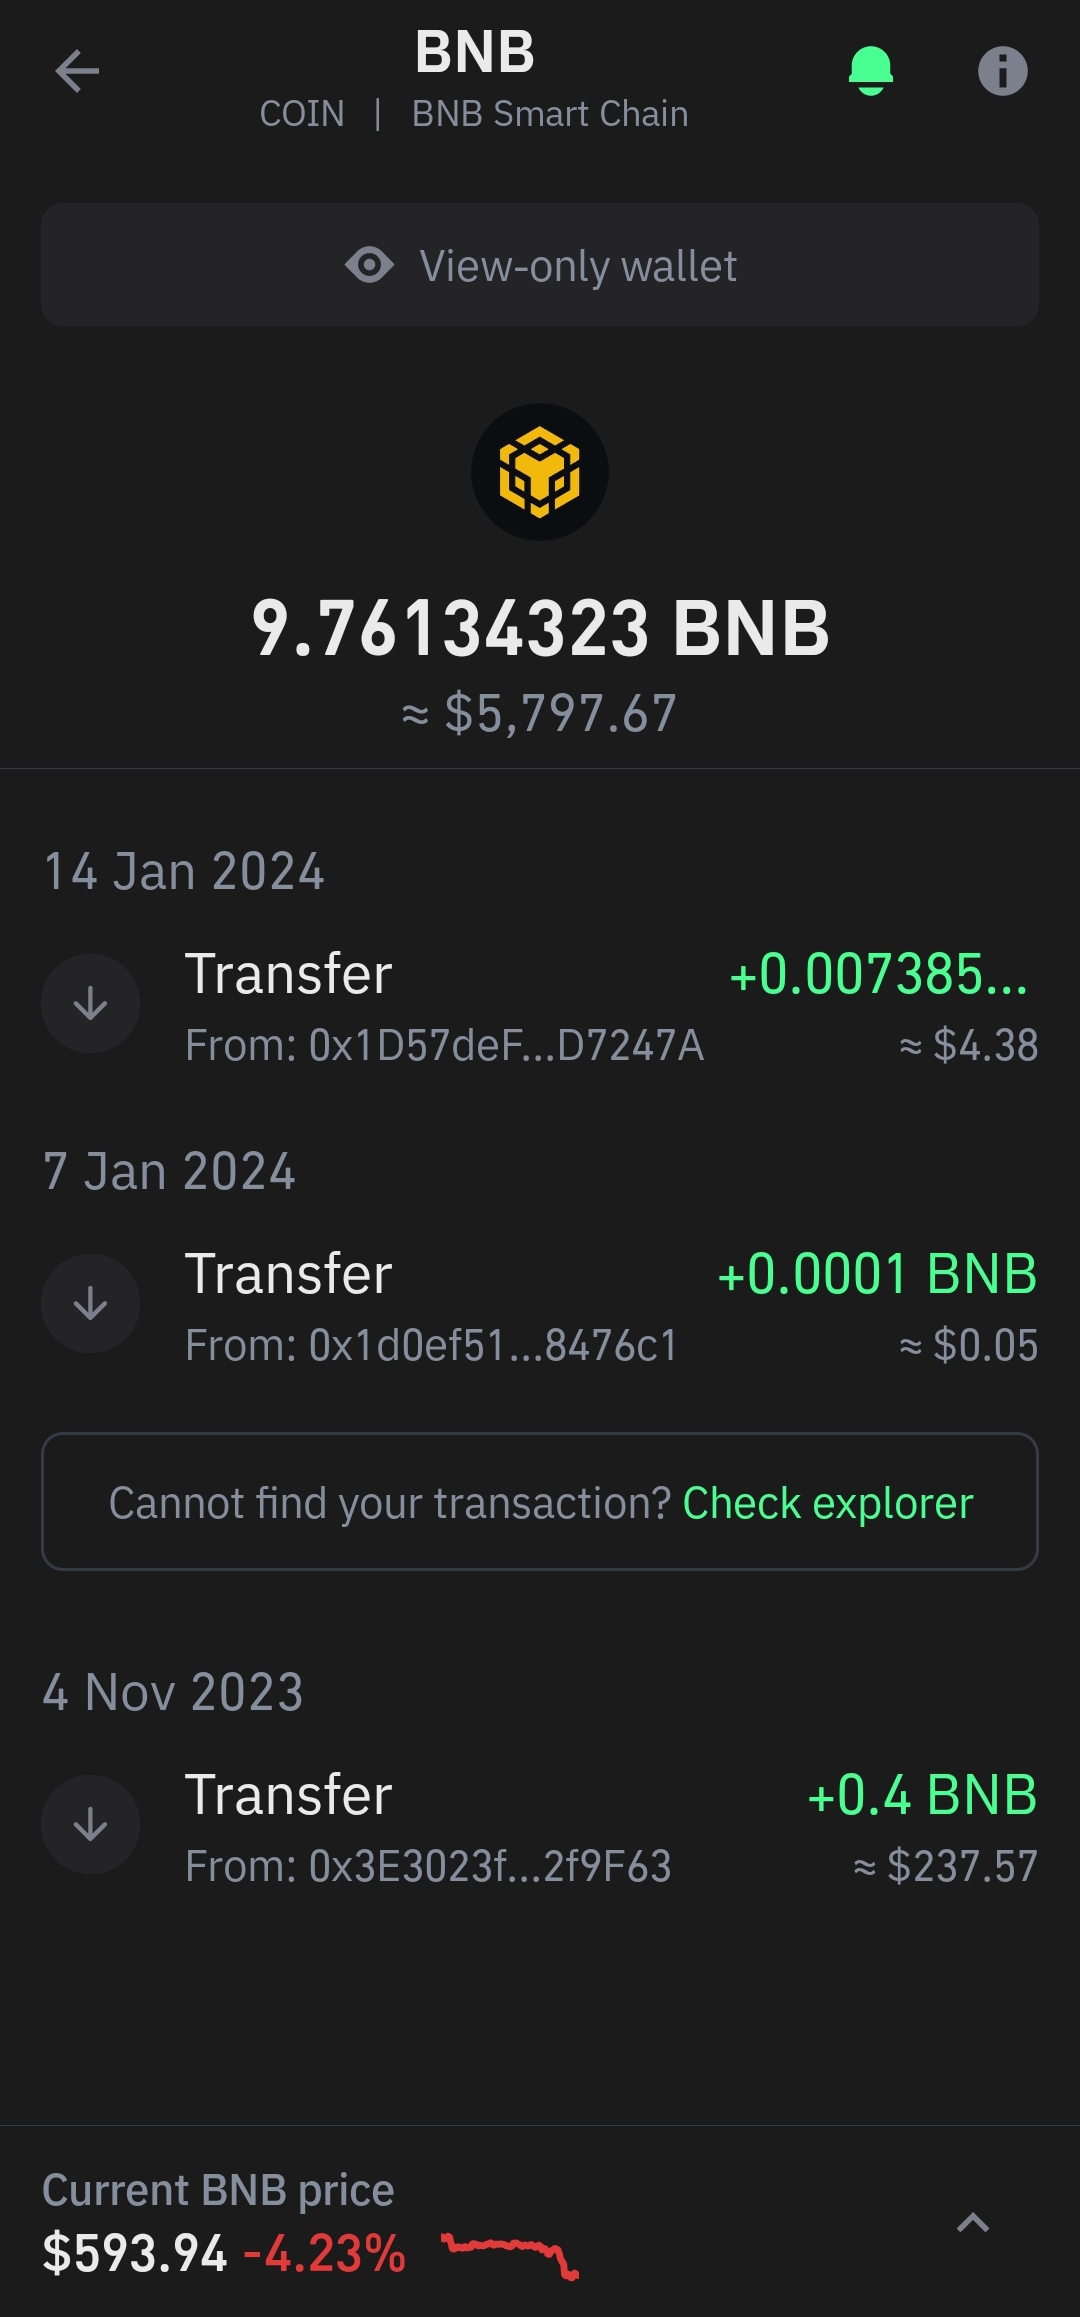 BNB
COIN | BNB Smart Chain
View-only wallet
9.76134323 BNB
≈ $5,797.67
14 Jan 2024
Transfer +0.007385...
From: 0x1D57deF...D7247A ≈ $4.38
7 Jan 2024
Transfer +0.0001 BNB
From: 0x1d0ef51...8476c1 ≈ $0.05
Cannot find your transaction? Check explorer
4 Nov 2023
Transfer +0.4 BNB
From: 0x3E3023f...2f9F63 ≈ $237.57
Current BNB price
$593.94 -4.23%